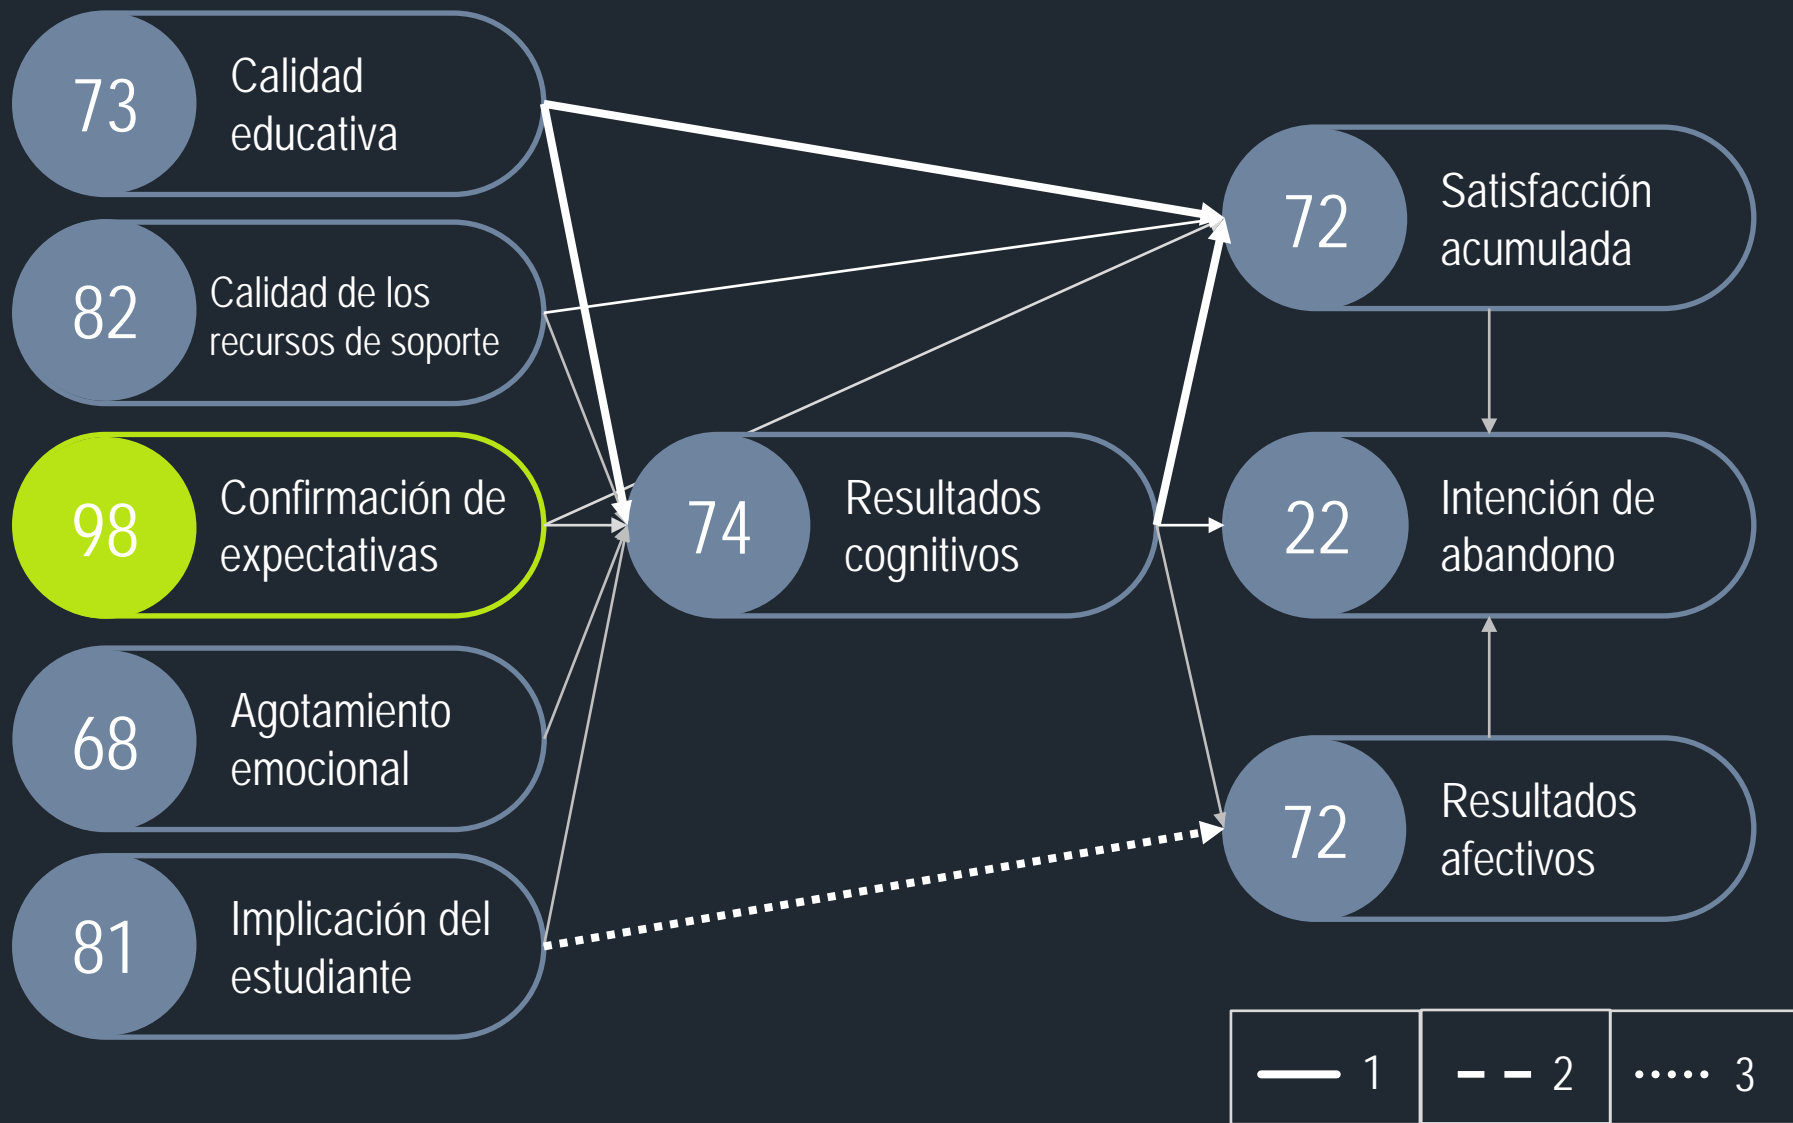 73
Calidad
educativa
82
Calidad de los
recursos de soporte
98
Confirmación de
expectativas
68
Agotamiento
emocional
81
Implicación del
estudiante
74
Resultados
cognitivos
72
Satisfacción
acumulada
22
Intención de
abandono
72
Resultados
afectivos
1
2
3